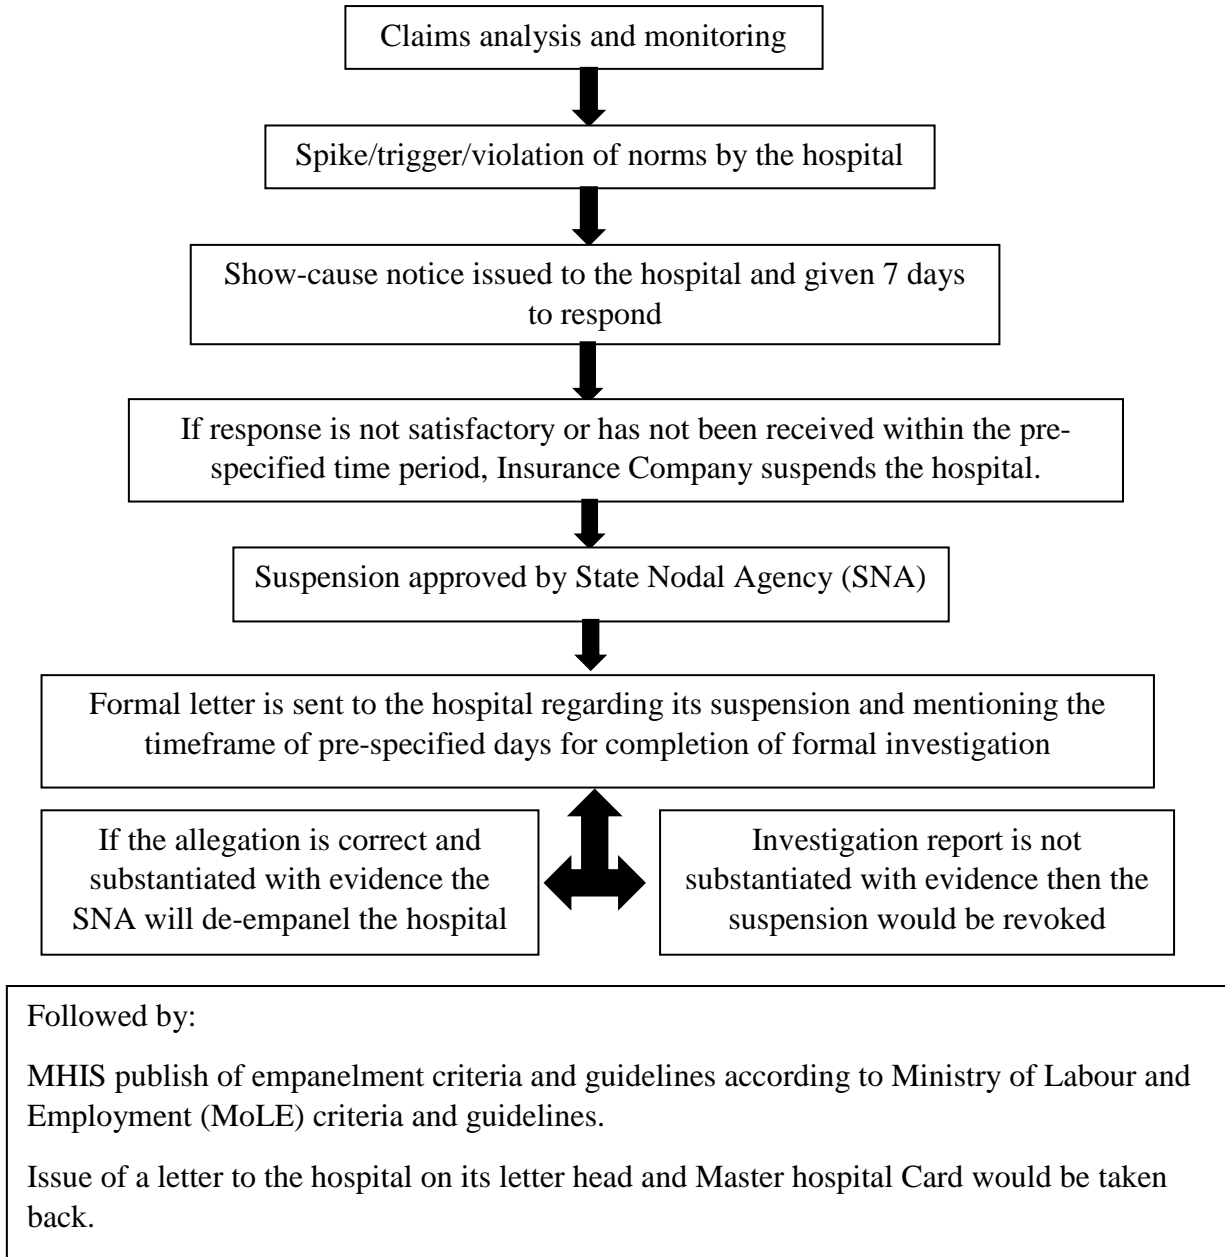 Claims analysis and monitoring
Spike/trigger/violation of norms by the hospital
Show-cause notice issued to the hospital and given 7 days
to respond
If response is not satisfactory or has not been received within the pre-
specified time period, Insurance Company suspends the hospital.
Suspension approved by State Nodal Agency (SNA)
Formal letter is sent to the hospital regarding its suspension and mentioning the
timeframe of pre-specified days for completion of formal investigation
If the allegation is correct and
substantiated with evidence the
SNA will de-empanel the hospital
Investigation report is not
substantiated with evidence then the
suspension would be revoked
Followed by:
MHIS publish of empanelment criteria and guidelines according to Ministry of Labour and
Employment (MoLE) criteria and guidelines.
Issue of a letter to the hospital on its letter head and Master hospital Card would be taken
back.